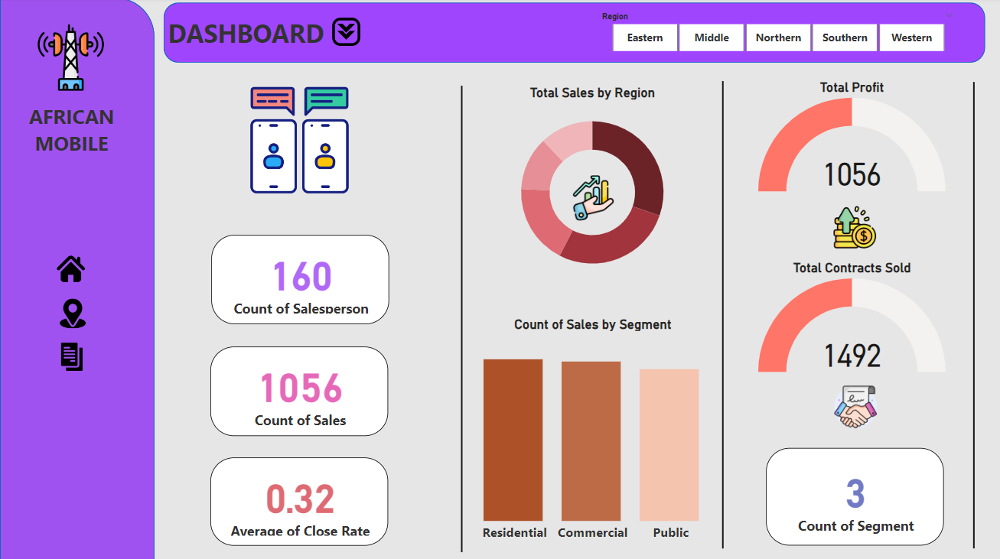 AFRICAN
MOBILE
DASHBOARD
Region
Eastern
Middle
Northern
Southern
Western
160
Count of Salesperson
1056
Count of Sales
0.32
Average of Close Rate
Total Sales by Region
Count of Sales by Segment
Residential
Commercial
Public
Total Profit
1056
Total Contracts Sold
1492
3
Count of Segment